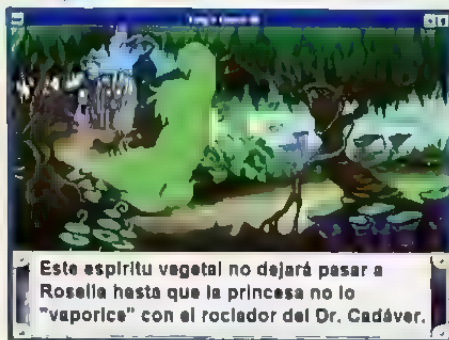 Este espíritu vegetal no dejará pasar a
Rosella hasta que la princesa no lo
"vaporice" con el rociador del Dr. Cadáver.